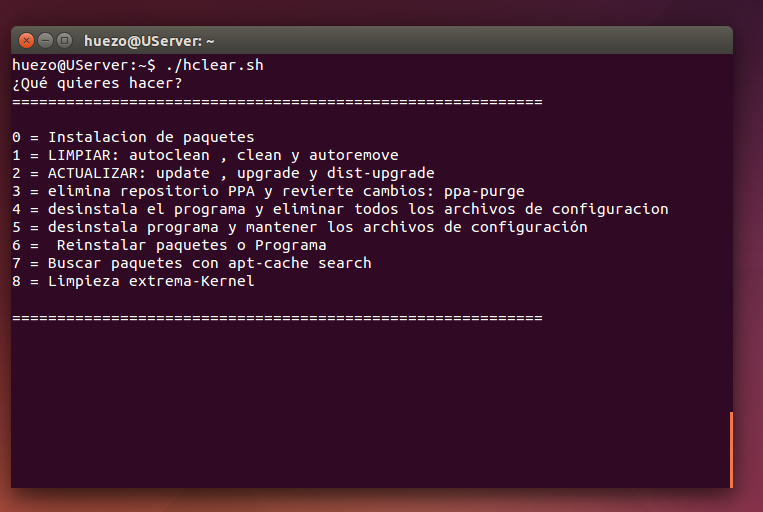 huezo@UServer: ~
huezo@UServer:~$ ./hclear.sh
¿Qué quieres hacer?
===========================================================
0 = Instalacion de paquetes
1 = LIMPIAR: autoclean , clean y autoremove
2 = ACTUALIZAR: update , upgrade y dist-upgrade
3 = elimina repositorio PPA y revierte cambios: ppa-purge
4 = desinstala el programa y eliminar todos los archivos de configuracion
5 = desinstala programa y mantener los archivos de configuración
6 =  Reinstalar paquetes o Programa
7 = Buscar paquetes con apt-cache search
8 = Limpieza extrema-Kernel
===========================================================